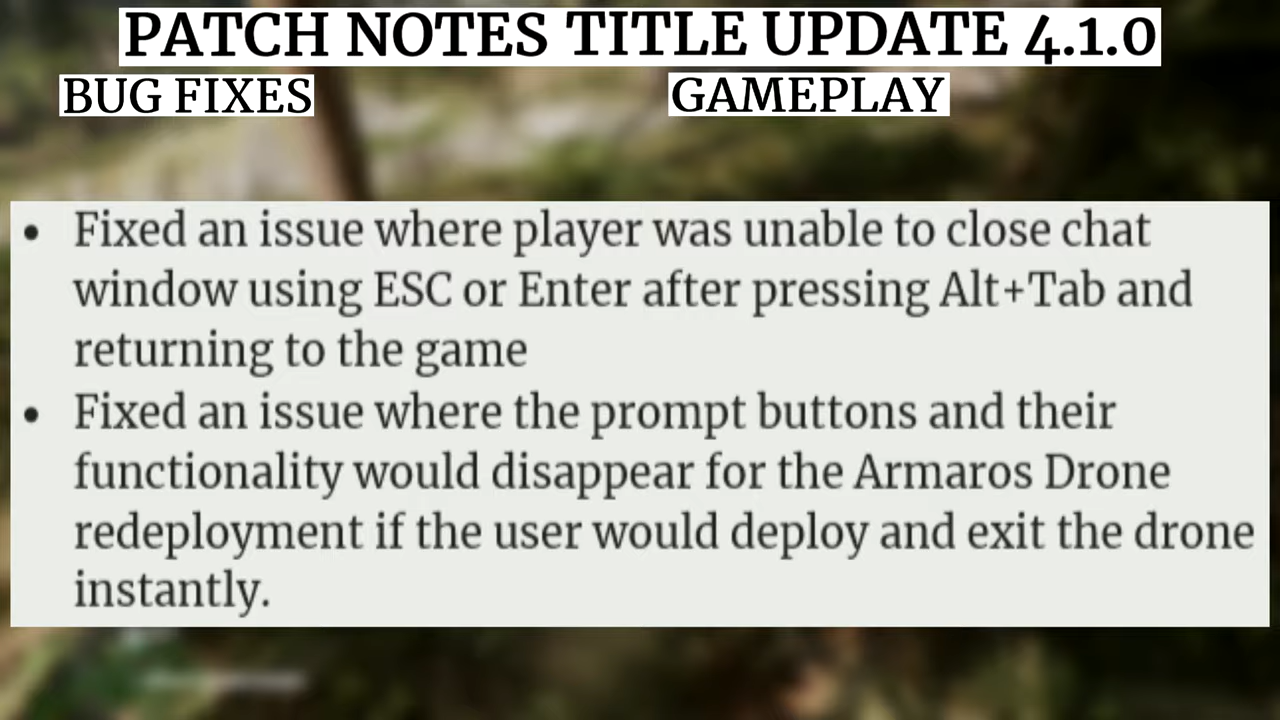 PATCH NOTES TITLE UPDATE 4.1.0
BUG FIXES
GAMEPLAY
• Fixed an issue where player was unable to close chat
window using ESC or Enter after pressing Alt+Tab and
returning to the game
• Fixed an issue where the prompt buttons and their
functionality would disappear for the Armaros Drone
redeployment if the user would deploy and exit the drone
instantly.